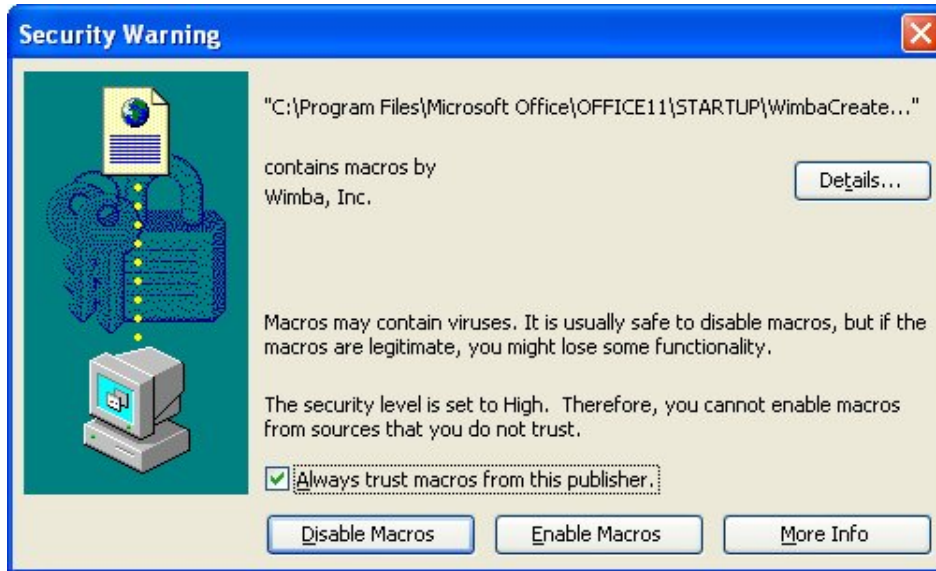 Security Warning
"C:\Program Files\Microsoft Office\OFFICE11\STARTUP\WimbaCreate..."
contains macros by
Wimba, Inc.
Details...
Macros may contain viruses. It is usually safe to disable macros, but if the
macros are legitimate, you might lose some functionality.
The security level is set to High.  Therefore, you cannot enable macros
from sources that you do not trust.
Always trust macros from this publisher.
Disable Macros
Enable Macros
More Info